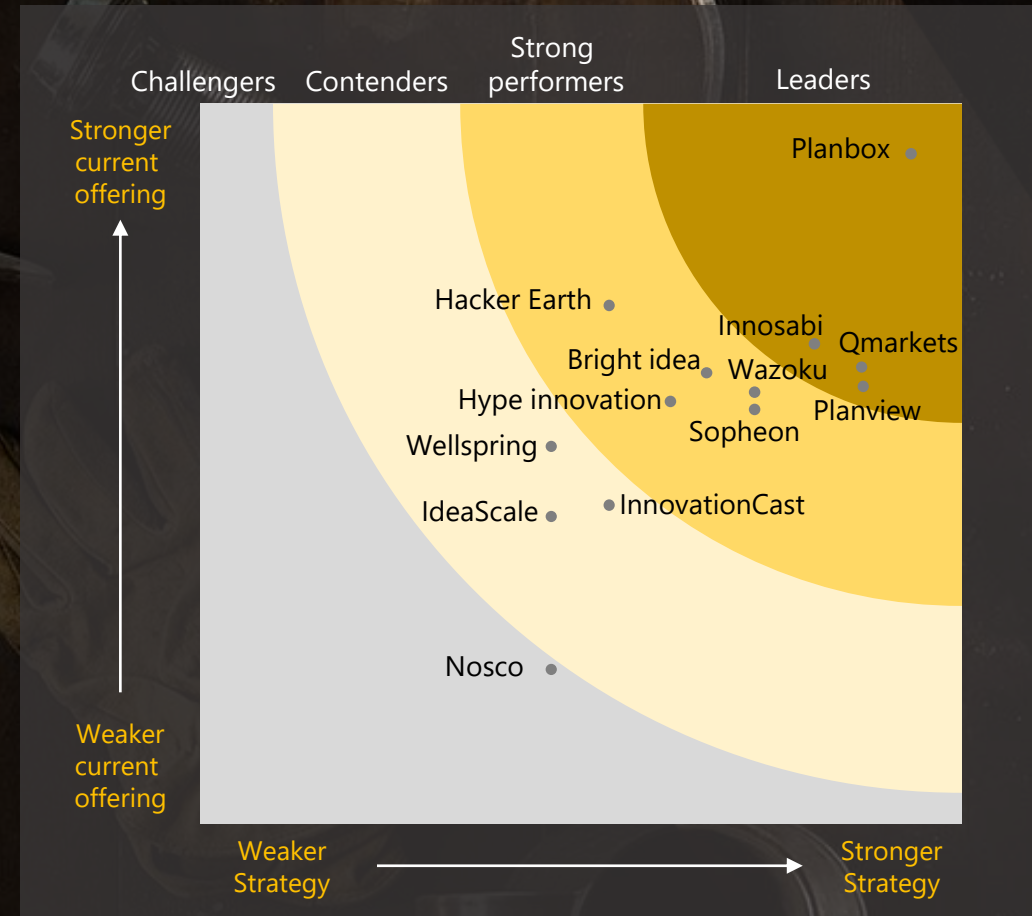 Strong
Challengers Contenders performers Leaders
Stronger
current
offering
Planbox
Hacker Earth
Innosabi
Qmarkets
Bright idea
Wazoku
Hype innovation
Planview
Sopheon
Wellspring
IdeaScale
InnovationCast
Nosco
Weaker
current
offering
Weaker
Strategy
Stronger
Strategy